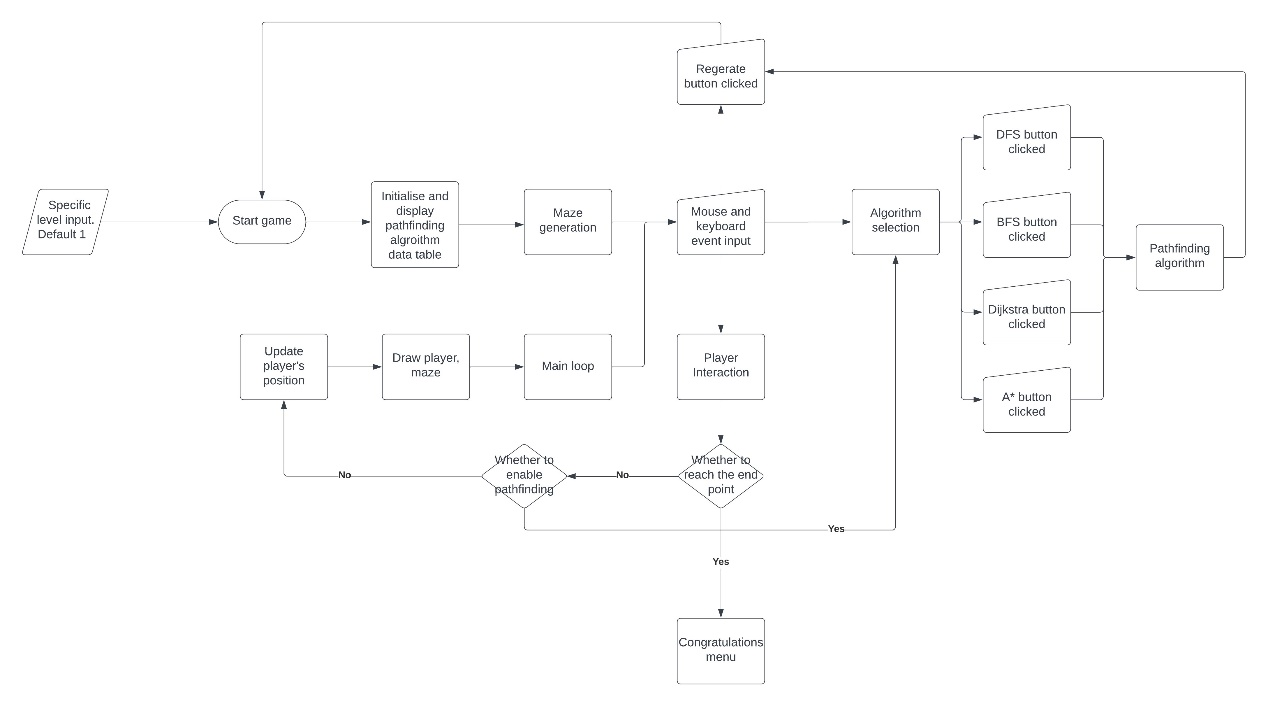 Regerate
button clicked
DFS button
clicked
Specific
level input.
Default 1
Start game
Initialise and
display
pathfinding
algroithm
data table
Maze
generation
Mouse and
keyboard
event input
Algorithm
selection
BFS button
clicked
Pathfinding
algorithm
Dijkstra button
clicked
Update
player's
position
Draw player,
maze
Main loop
Player
Interaction
A* button
clicked
No
Whether to
enable
pathfinding
No
Whether to
reach the end
point
Yes
Yes
Congratulations
menu